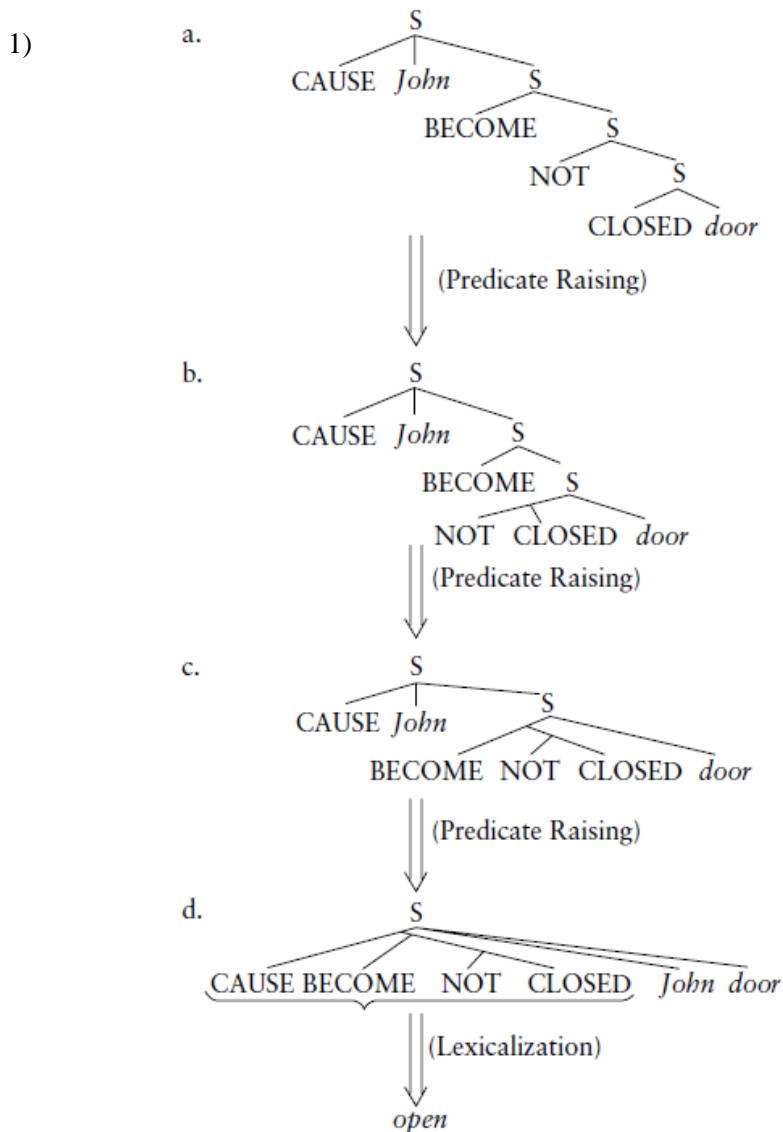 1)
a.
S
CAUSE John S
BECOME S
NOT S
CLOSED door
(Predicate Raising)
b.
S
CAUSE John S
BECOME S
NOT CLOSED door
(Predicate Raising)
c.
S
CAUSE John S
BECOME NOT CLOSED door
(Predicate Raising)
d.
S
CAUSE BECOME NOT CLOSED John door
(Lexicalization)
open